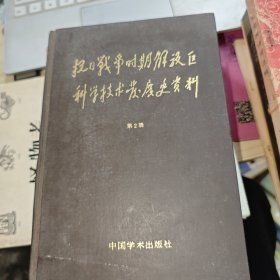 抗日战争时期解放区
科学技术发展史资料
第2辑
中国学术出版社